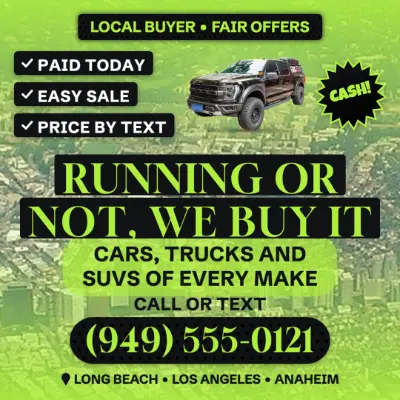 LOCAL BUYER • FAIR OFFERS
✓ PAID TODAY
✓ EASY SALE
✓ PRICE BY TEXT
CASH!
RUNNING OR
NOT, WE BUY IT
CARS, TRUCKS AND
SUVS OF EVERY MAKE
CALL OR TEXT
(949) 555-0121
LONG BEACH • LOS ANGELES • ANAHEIM